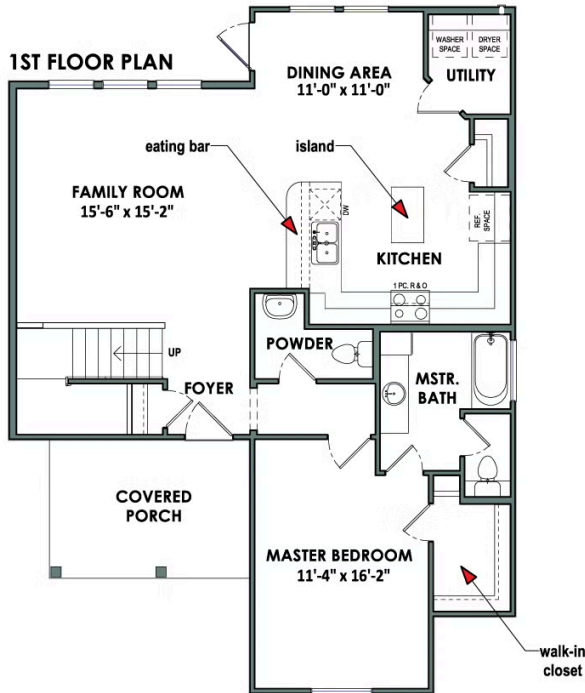 1ST FLOOR PLAN
WASHER
SPACE
DRYER
SPACE
UTILITY
DINING AREA
11'-0" x 11'-0"
eating bar
island
FAMILY ROOM
15'-6" x 15'-2"
DW
REF.
SPACE
KITCHEN
1 PC. R & O
POWDER
UP
FOYER
MSTR.
BATH
COVERED
PORCH
MASTER BEDROOM
11'-4" x 16'-2"
walk-in
closet